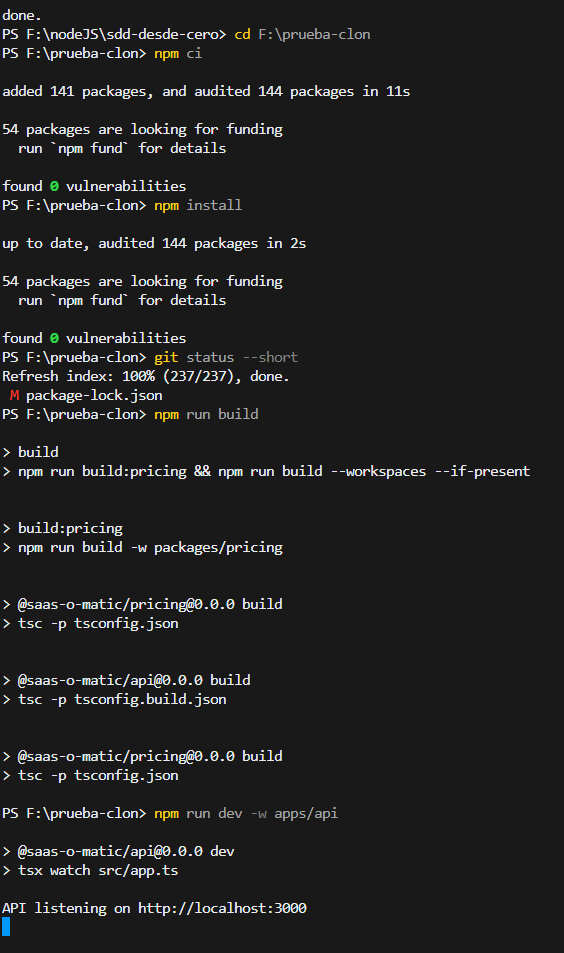 done.
PS F:\nodeJS\sdd-desde-cero> cd F:\prueba-clon
PS F:\prueba-clon> npm ci
added 141 packages, and audited 144 packages in 11s
54 packages are looking for funding
  run `npm fund` for details
found 0 vulnerabilities
PS F:\prueba-clon> npm install
up to date, audited 144 packages in 2s
54 packages are looking for funding
  run `npm fund` for details
found 0 vulnerabilities
PS F:\prueba-clon> git status --short
Refresh index: 100% (237/237), done.
 M package-lock.json
PS F:\prueba-clon> npm run build
> build
> npm run build:pricing && npm run build --workspaces --if-present
> build:pricing
> npm run build -w packages/pricing
> @saas-o-matic/pricing@0.0.0 build
> tsc -p tsconfig.json
> @saas-o-matic/api@0.0.0 build
> tsc -p tsconfig.build.json
> @saas-o-matic/pricing@0.0.0 build
> tsc -p tsconfig.json
PS F:\prueba-clon> npm run dev -w apps/api
> @saas-o-matic/api@0.0.0 dev
> tsx watch src/app.ts
API listening on http://localhost:3000